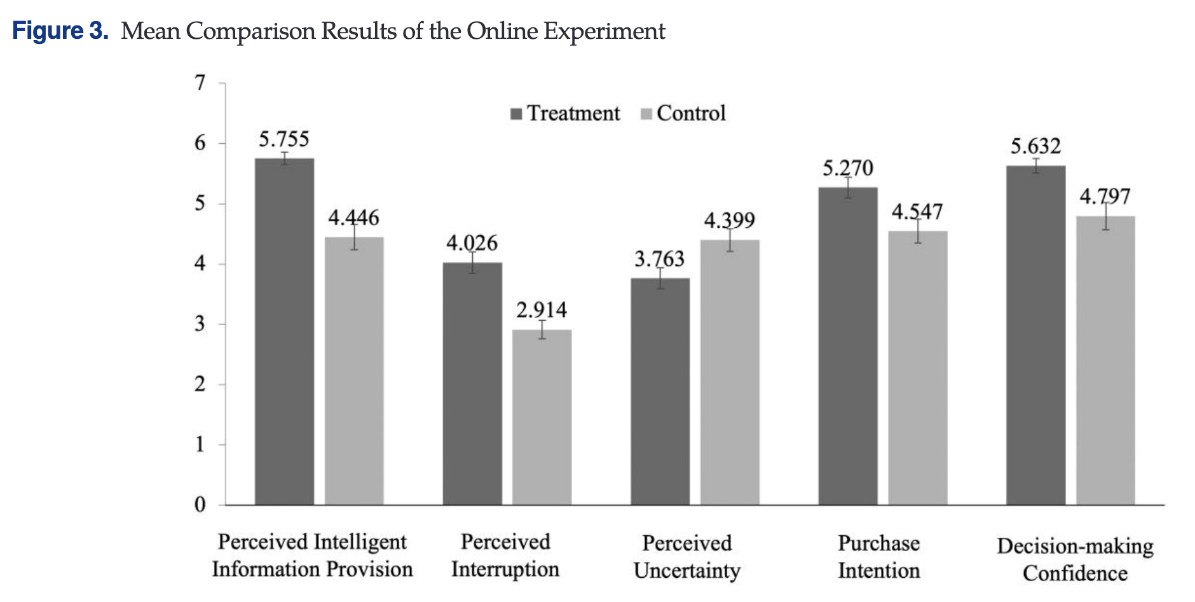 Figure 3. Mean Comparison Results of the Online Experiment
7
Treatment Control
6
5.755
5.632
5.270
5
4.797
4.547
4.446
4.399
4
4.026
3.763
3
2.914
2
1
0
Perceived Intelligent
Information Provision
Perceived
Interruption
Perceived
Uncertainty
Purchase
Intention
Decision-making
Confidence